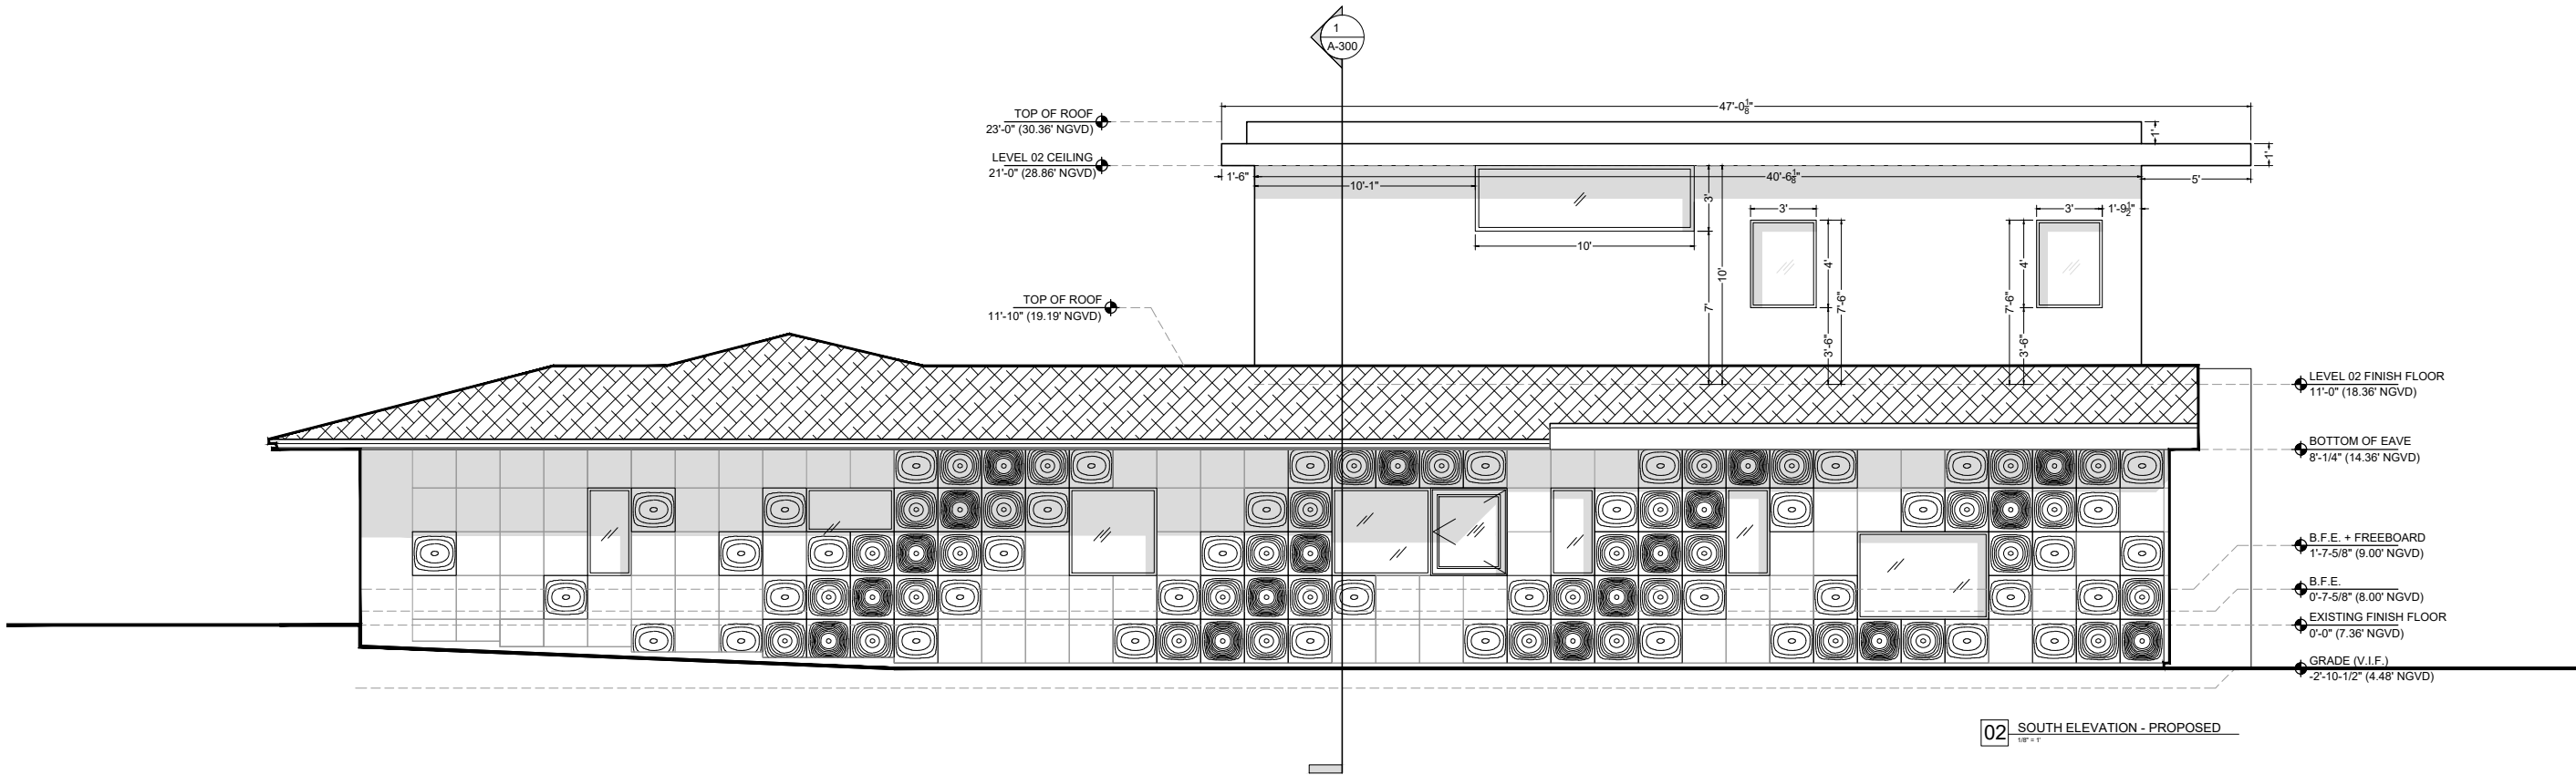 1
A-300
47'-0 1/8"
TOP OF ROOF
23'-0" (30.36' NGVD)
1'
LEVEL 02 CEILING
21'-0" (28.86' NGVD)
1'
1'-6"
10'-1"
40'-6 1/8"
5'
3'
3'
3'
1'-9 1/2"
10'
4'
4'
10'
7'
7'-6"
7'-6"
3'-6"
3'-6"
TOP OF ROOF
11'-10" (19.19' NGVD)
LEVEL 02 FINISH FLOOR
11'-0" (18.36' NGVD)
BOTTOM OF EAVE
8'-1/4" (14.36' NGVD)
B.F.E. + FREEBOARD
1'-7-5/8" (9.00' NGVD)
B.F.E.
0'-7-5/8" (8.00' NGVD)
EXISTING FINISH FLOOR
0'-0" (7.36' NGVD)
GRADE (V.I.F.)
-2'-10-1/2" (4.48' NGVD)
02 SOUTH ELEVATION - PROPOSED
1/8" = 1'